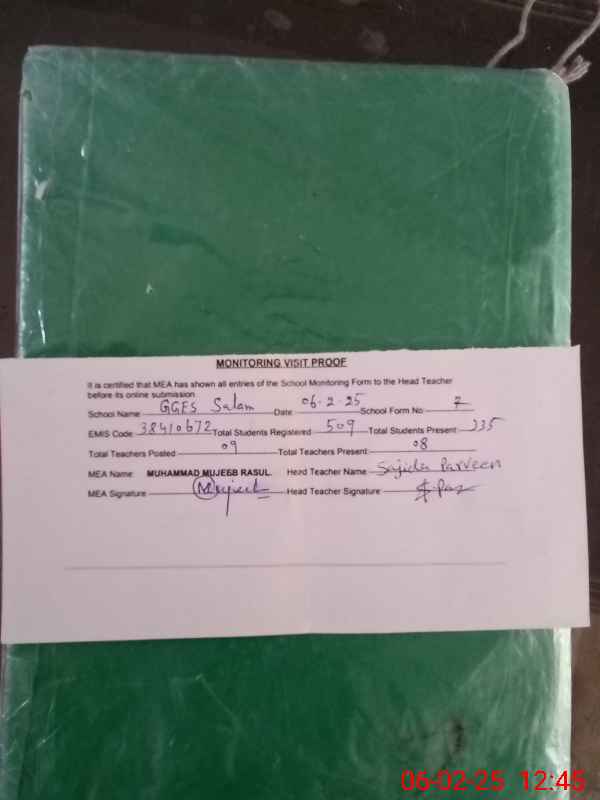 MONITORING VISIT PROOF
It is certified that MEA has shown all entries of the School Monitoring Form to the Head Teacher
before its online submission
School Name GGES Salam Date 06-2-25 School Form No 7
EMIS Code 38410672 Total Students Registered 509 Total Students Present 335
Total Teachers Posted 09 Total Teachers Present 08
MEA Name MUHAMMAD MUJEEB RASUL. Head Teacher Name Sajida Parveen
MEA Signature Mujeeb Head Teacher Signature
06-02-25 12:45